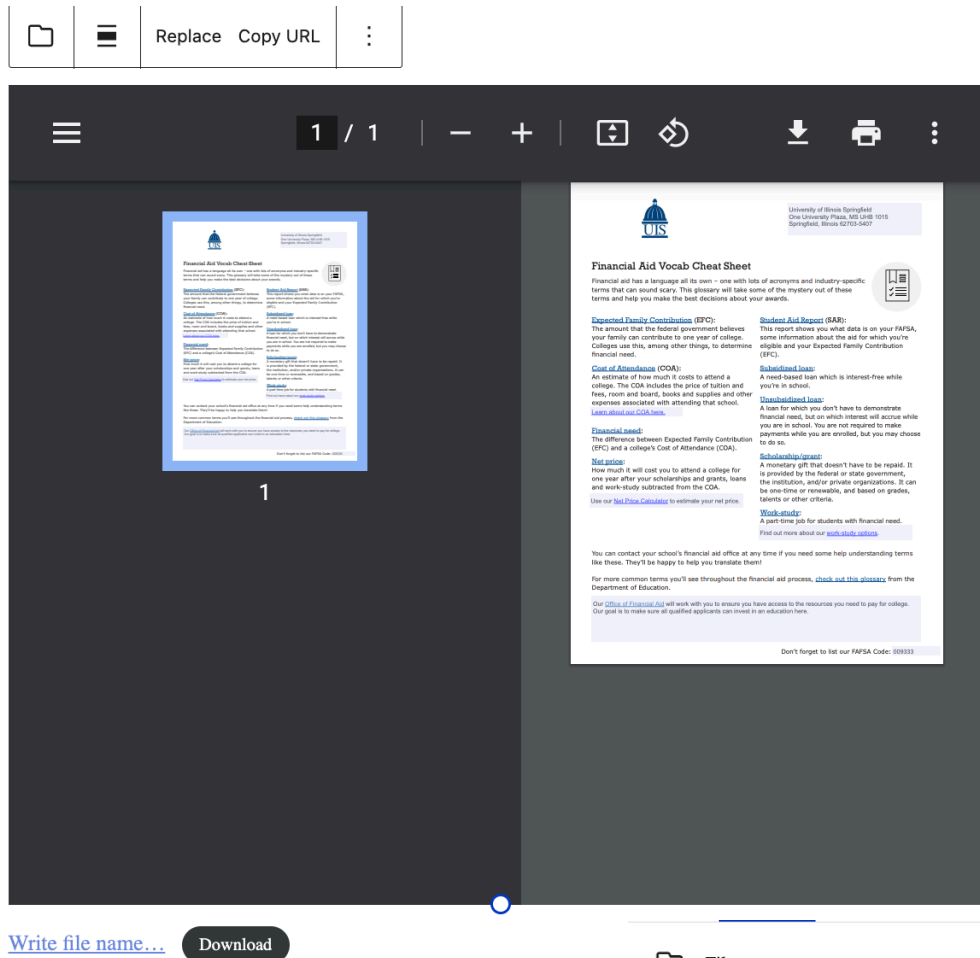 Replace Copy URL
1 / 1
1
UIS
University of Illinois Springfield
One University Plaza, MS UHB 1015
Springfield, Illinois 62703-5407
Financial Aid Vocab Cheat Sheet
Financial aid has a language all its own – one with lots of acronyms and industry-specific
terms that can sound scary. This glossary will take some of the mystery out of these
terms and help you make the best decisions about your awards.
Expected Family Contribution (EFC):
The amount that the federal government believes
your family can contribute to one year of college.
Colleges use this, among other things, to determine
financial need.
Cost of Attendance (COA):
An estimate of how much it costs to attend a
college. The COA includes the price of tuition and
fees, room and board, books and supplies and other
expenses associated with attending that school.
Learn about our COA here.
Financial need:
The difference between Expected Family Contribution
(EFC) and a college's Cost of Attendance (COA).
Net price:
How much it will cost you to attend a college for
one year after your scholarships and grants, loans
and work-study subtracted from the COA.
Use our Net Price Calculator to estimate your net price.
Student Aid Report (SAR):
This report shows you what data is on your FAFSA,
some information about the aid for which you're
eligible and your Expected Family Contribution
(EFC).
Subsidized loan:
A need-based loan which is interest-free while
you're in school.
Unsubsidized loan:
A loan for which you don't have to demonstrate
financial need, but on which interest will accrue while
you are in school. You are not required to make
payments while you are enrolled, but you may choose
to do so.
Scholarship/grant:
A monetary gift that doesn't have to be repaid. It
is provided by the federal or state government,
the institution, and/or private organizations. It can
be one-time or renewable, and based on grades,
talents or other criteria.
Work-study:
A part-time job for students with financial need.
Find out more about our work-study options.
You can contact your school's financial aid office at any time if you need some help understanding terms
like these. They'll be happy to help you translate them!
For more common terms you'll see throughout the financial aid process, check out this glossary from the
Department of Education.
Our Office of Financial Aid will work with you to ensure you have access to the resources you need to pay for college.
Our goal is to make sure all qualified applicants can invest in an education here.
Don't forget to list our FAFSA Code: 009333
Write file name… Download